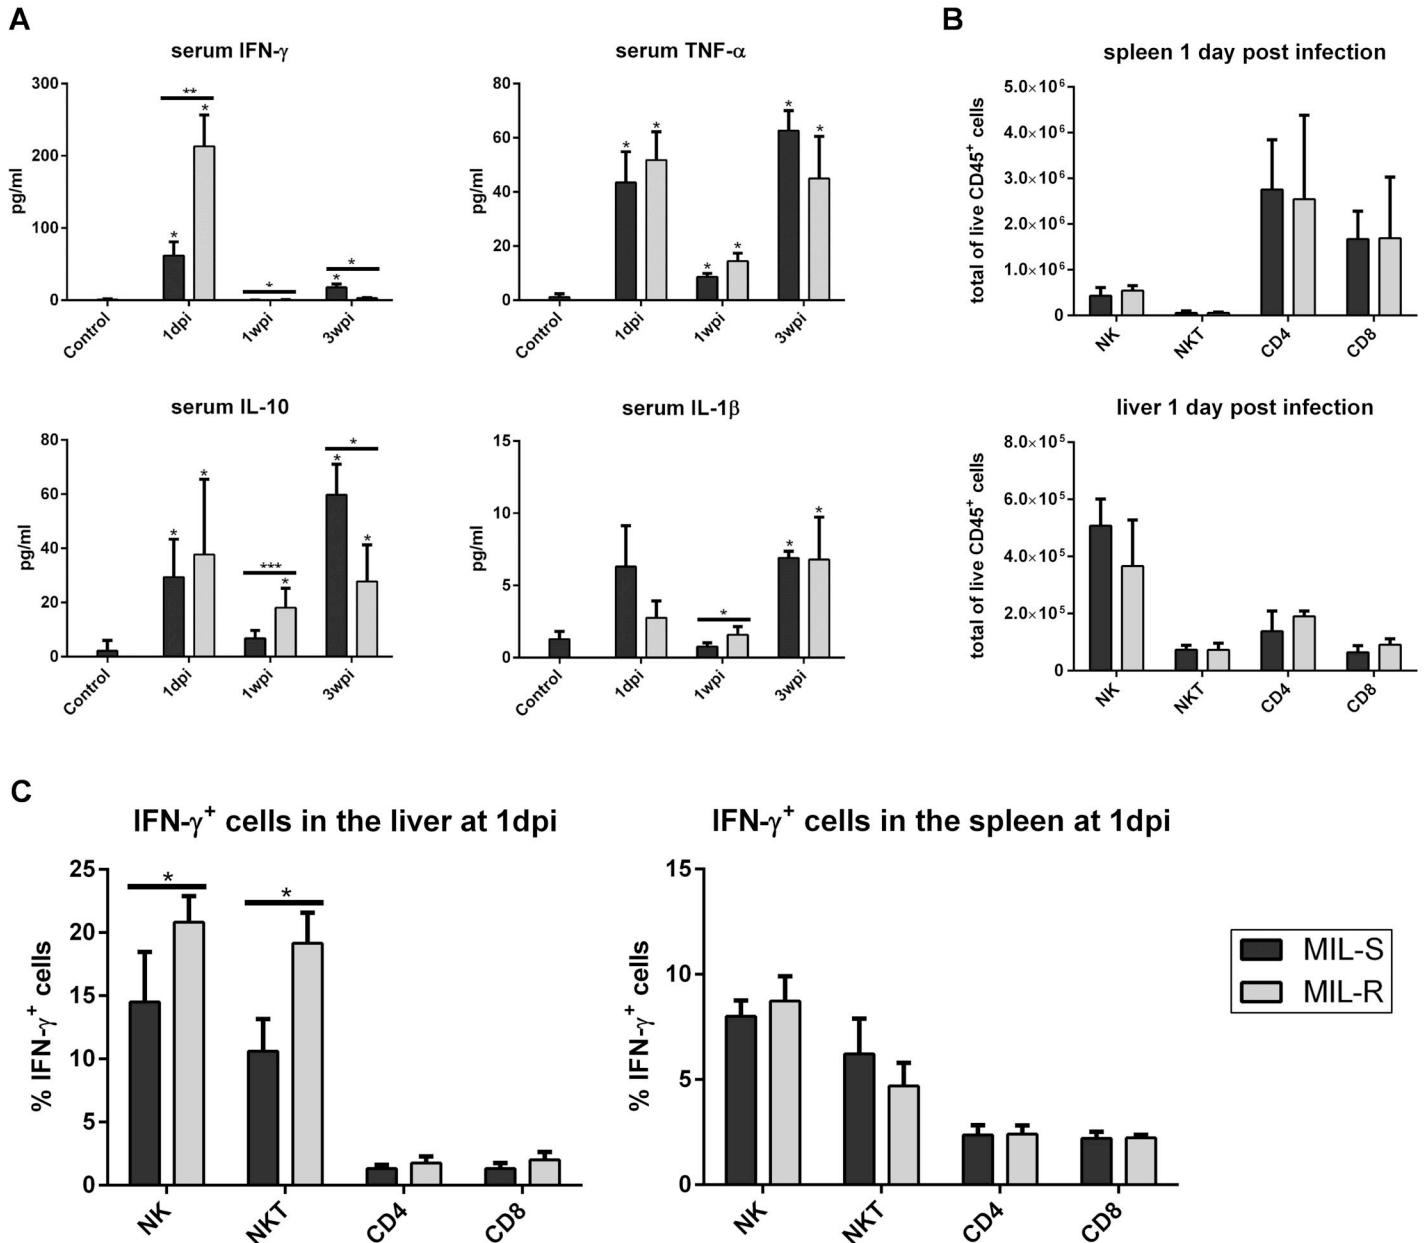 A
serum IFN-γ
300
200
100
0
pg/ml
**
*
*
*
*
*
Control
1dpi
1wpi
3wpi
serum TNF-α
80
60
40
20
0
pg/ml
*
*
*
*
*
*
Control
1dpi
1wpi
3wpi
serum IL-10
80
60
40
20
0
pg/ml
*
*
***
*
*
*
*
Control
1dpi
1wpi
3wpi
serum IL-1β
15
10
5
0
pg/ml
*
*
*
Control
1dpi
1wpi
3wpi
B
spleen 1 day post infection
5.0×10⁶
4.0×10⁶
3.0×10⁶
2.0×10⁶
1.0×10⁶
0
total of live CD45⁺ cells
NK
NKT
CD4
CD8
liver 1 day post infection
8.0×10⁵
6.0×10⁵
4.0×10⁵
2.0×10⁵
0
total of live CD45⁺ cells
NK
NKT
CD4
CD8
C
IFN-γ⁺ cells in the liver at 1dpi
25
20
15
10
5
0
% IFN-γ⁺ cells
*
*
NK
NKT
CD4
CD8
IFN-γ⁺ cells in the spleen at 1dpi
15
10
5
0
% IFN-γ⁺ cells
NK
NKT
CD4
CD8
MIL-S
MIL-R